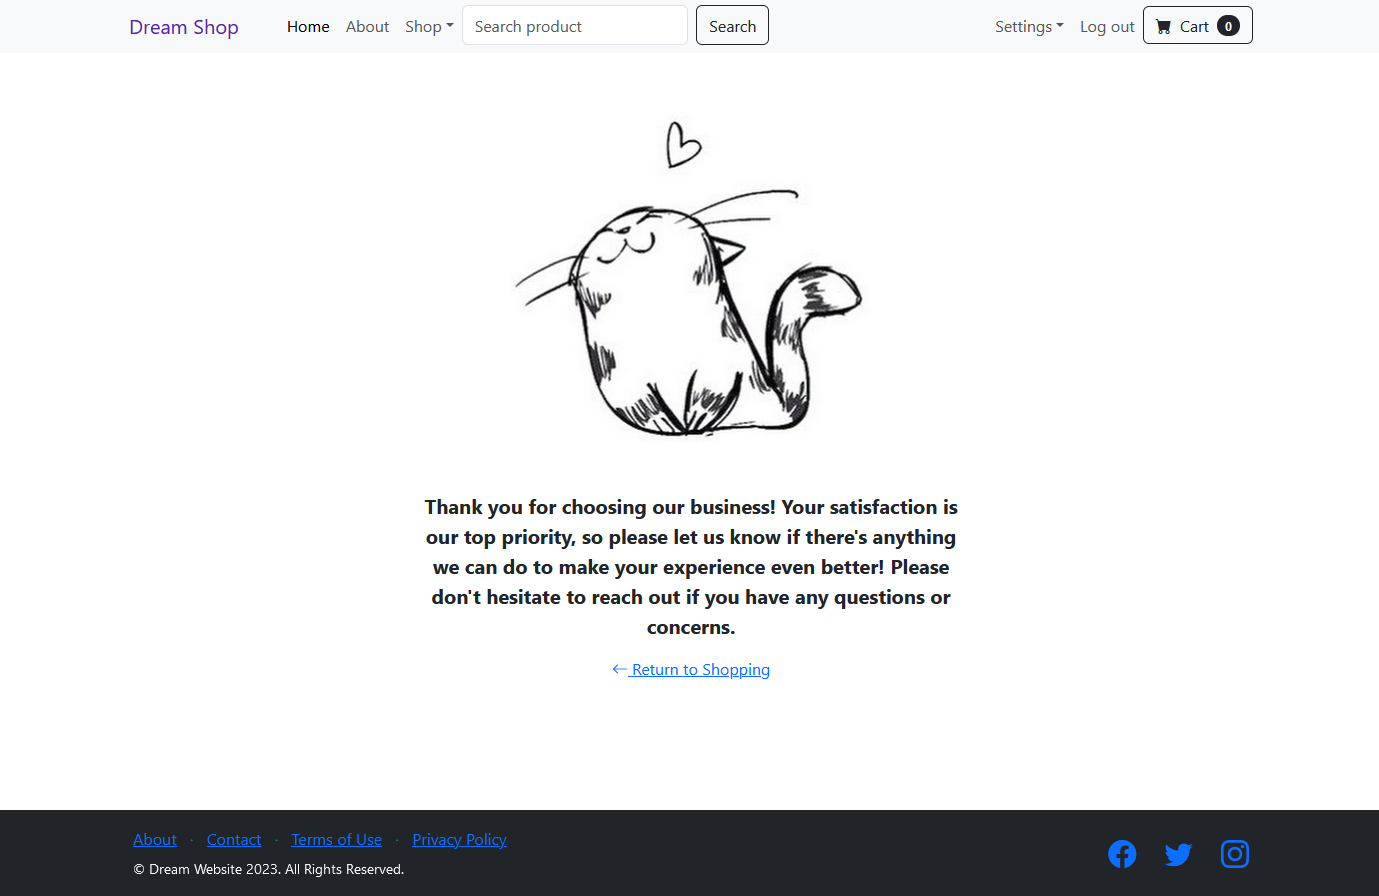 Dream Shop Home About Shop Search product Search Settings Log out Cart 0
Thank you for choosing our business! Your satisfaction is
our top priority, so please let us know if there's anything
we can do to make your experience even better! Please
don't hesitate to reach out if you have any questions or
concerns.
← Return to Shopping
About · Contact · Terms of Use · Privacy Policy
© Dream Website 2023. All Rights Reserved.